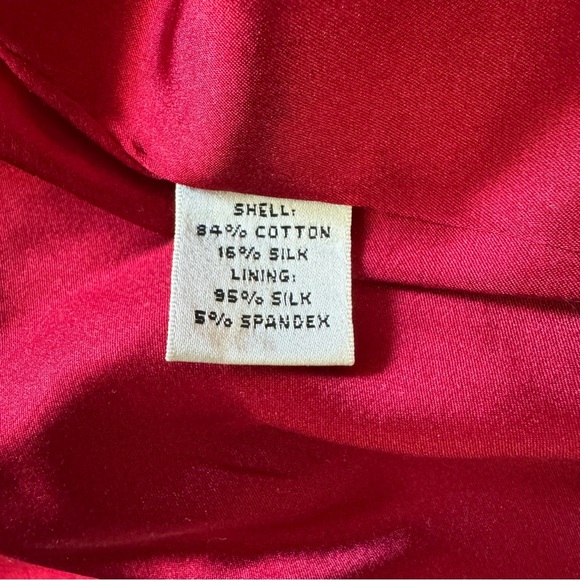 SHELL:
84% COTTON
16% SILK
LINING:
95% SILK
5% SPANDEX